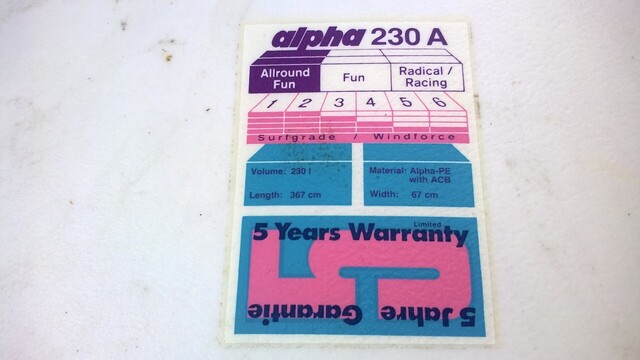 alpha 230 A
Allround Fun
Fun
Radical / Racing
1 2 3 4 5 6
Surfgrade / Windforce
Volume: 230 l
Length: 367 cm
Material: Alpha-PE
with ACB
Width: 67 cm
Limited
5 Years Warranty
5
5 Jahre Garantie